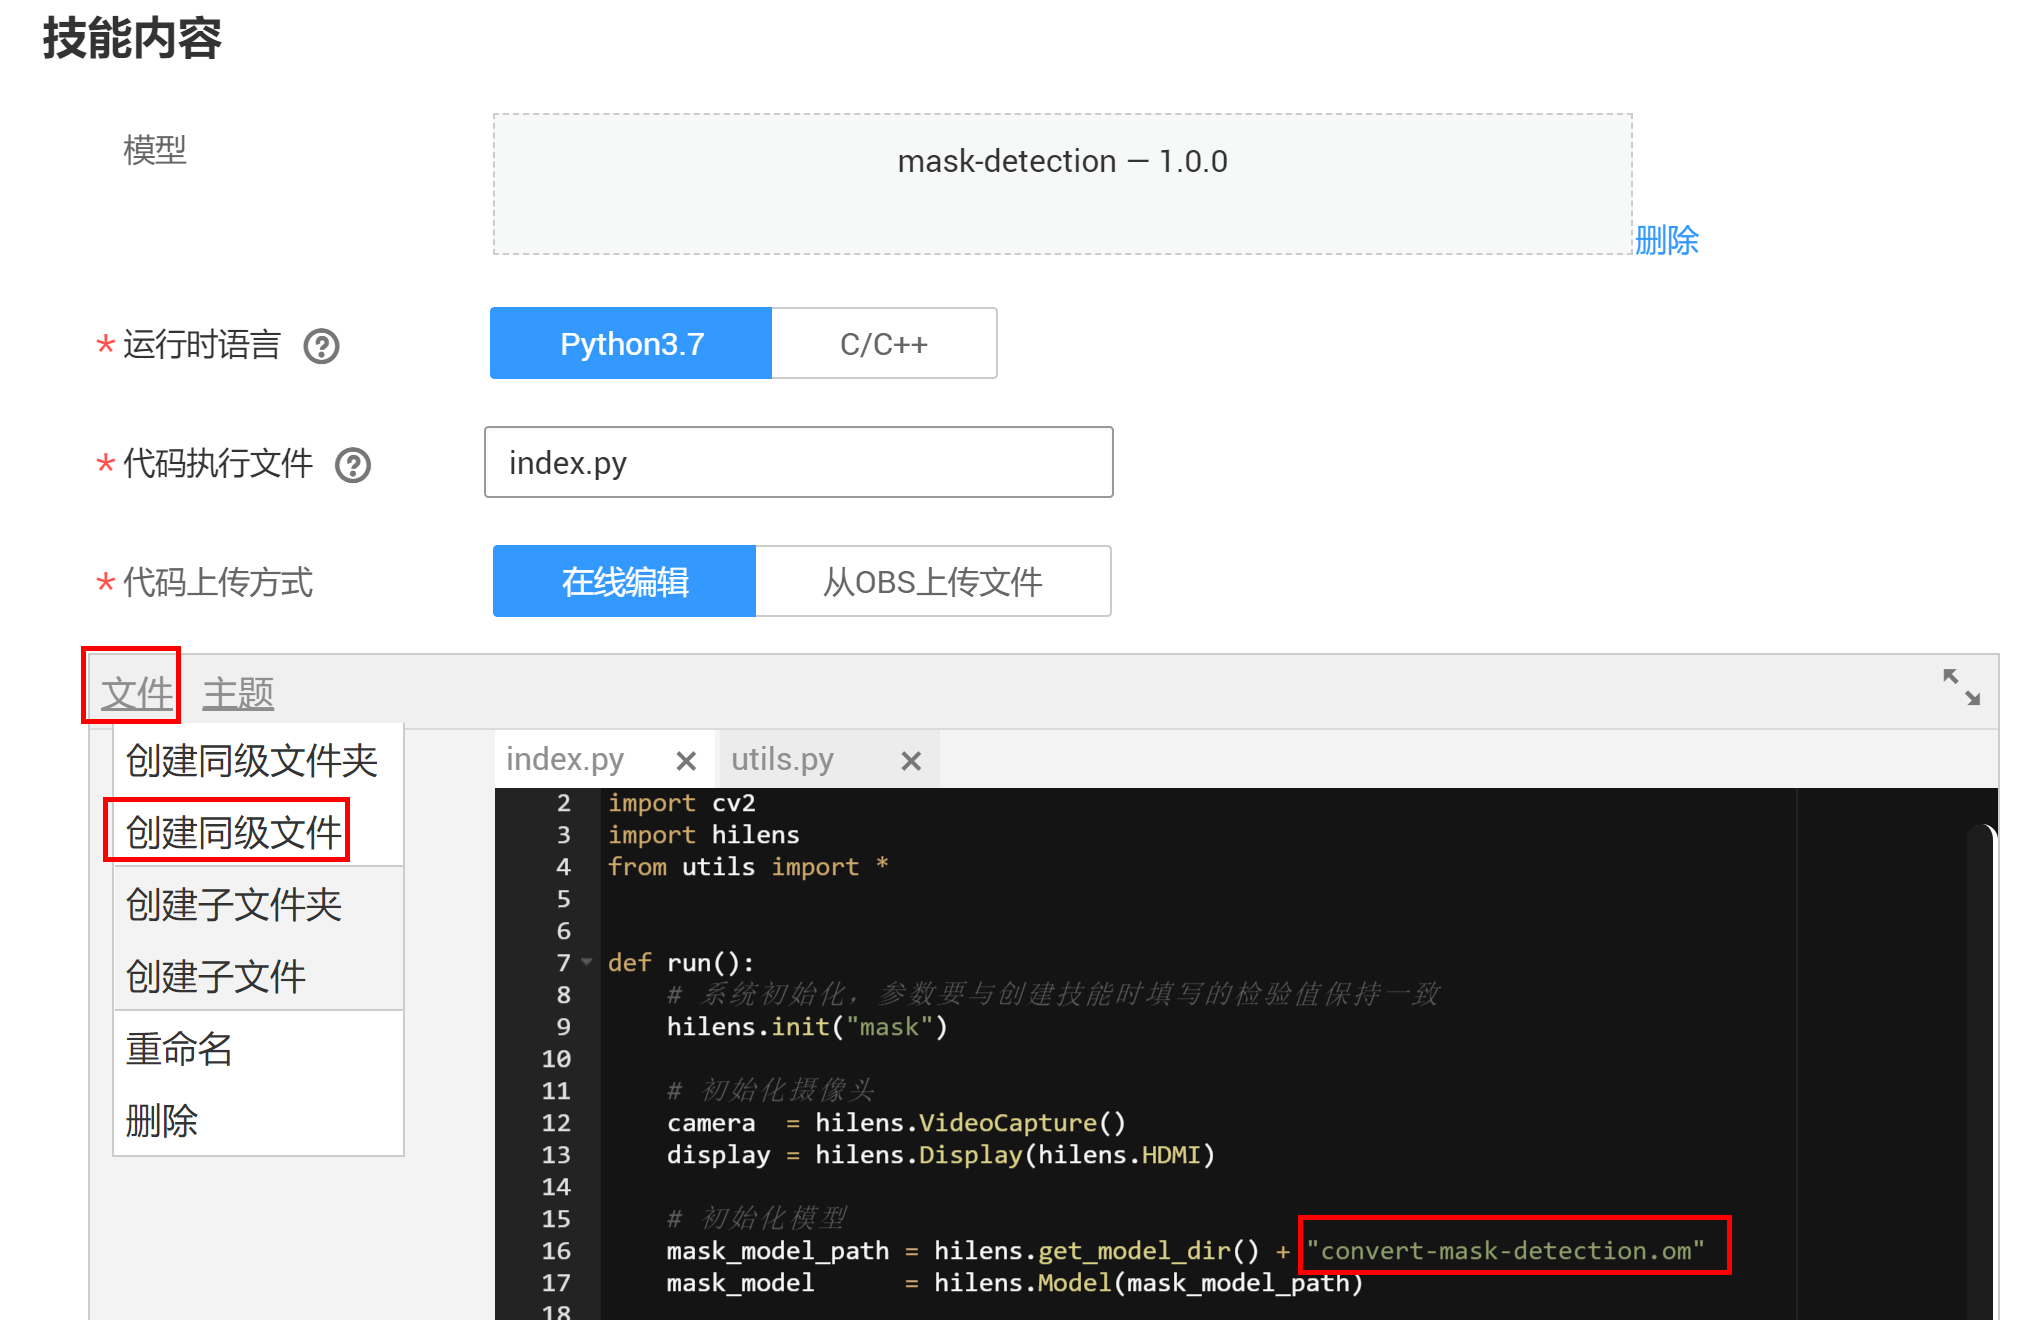 技能内容
模型
mask-detection — 1.0.0
删除
* 运行时语言 ?
Python3.7
C/C++
* 代码执行文件 ?
index.py
* 代码上传方式
在线编辑
从OBS上传文件
文件 主题
创建同级文件夹
创建同级文件
创建子文件夹
创建子文件
重命名
删除
index.py × utils.py ×
2 import cv2
3 import hilens
4 from utils import *
5
6
7 def run():
8     # 系统初始化，参数要与创建技能时填写的检验值保持一致
9     hilens.init("mask")
10
11     # 初始化摄像头
12     camera  = hilens.VideoCapture()
13     display = hilens.Display(hilens.HDMI)
14
15     # 初始化模型
16     mask_model_path = hilens.get_model_dir() + "convert-mask-detection.om"
17     mask_model      = hilens.Model(mask_model_path)
18